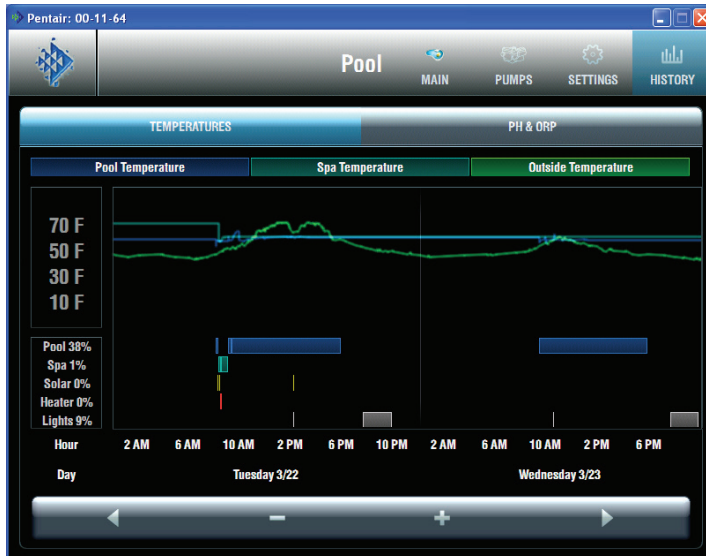 Pentair: 00-11-64
Pool
MAIN
PUMPS
SETTINGS
HISTORY
TEMPERATURES
PH & ORP
Pool Temperature
Spa Temperature
Outside Temperature
70 F
50 F
30 F
10 F
Pool 38%
Spa 1%
Solar 0%
Heater 0%
Lights 9%
Hour 2 AM 6 AM 10 AM 2 PM 6 PM 10 PM 2 AM 6 AM 10 AM 2 PM 6 PM
Day Tuesday 3/22 Wednesday 3/23